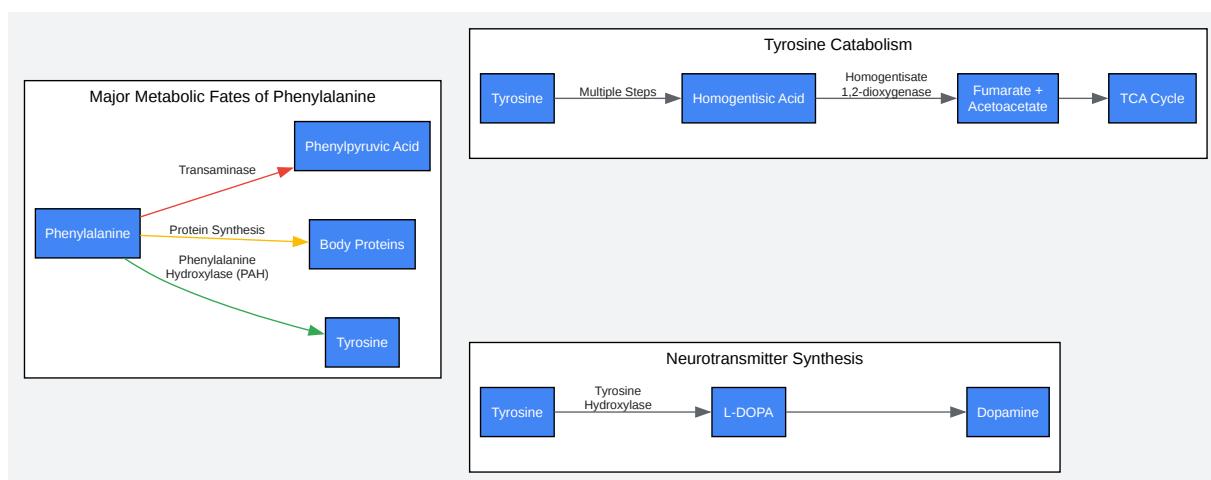 Major Metabolic Fates of Phenylalanine
Phenylpyruvic Acid
Transaminase
Phenylalanine
Protein Synthesis
Body Proteins
Phenylalanine
Hydroxylase (PAH)
Tyrosine
Tyrosine Catabolism
Tyrosine
Multiple Steps
Homogentisic Acid
Homogentisate
1,2-dioxygenase
Fumarate +
Acetoacetate
TCA Cycle
Neurotransmitter Synthesis
Tyrosine
Tyrosine
Hydroxylase
L-DOPA
Dopamine